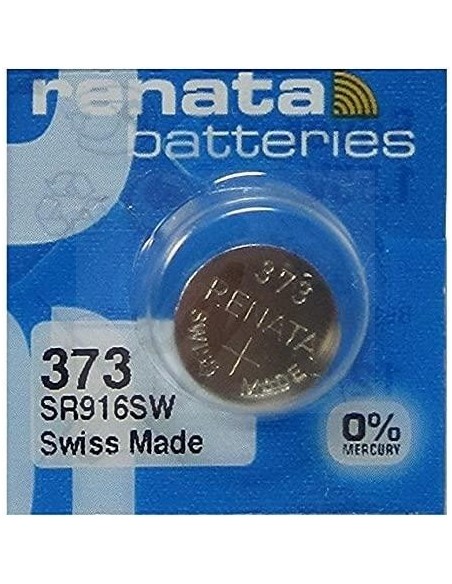 renata
batteries
373
RENATA
SWISS
+
MADE
373
SR916SW
Swiss Made
0%
MERCURY